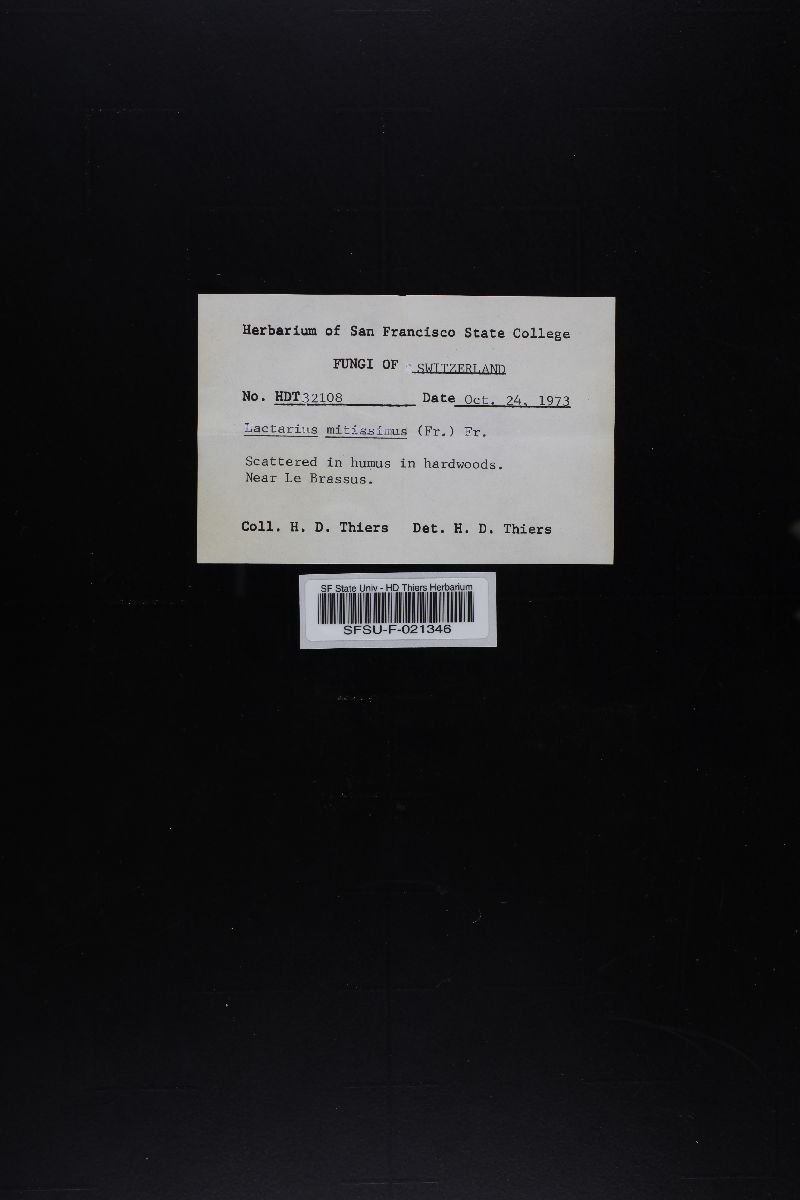 Herbarium of San Francisco State College
FUNGI OF SWITZERLAND
No. HDT32108 Date Oct. 24, 1973
Lactarius mitissimus (Fr.) Fr.
Scattered in humus in hardwoods.
Near Le Brassus.
Coll. H. D. Thiers Det. H. D. Thiers
SF State Univ - HD Thiers Herbarium
SFSU-F-021346